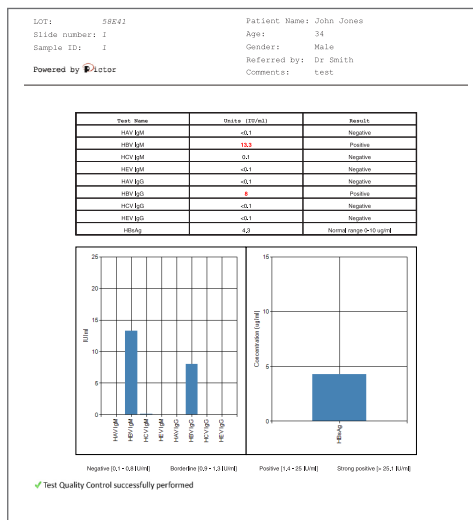 LOT: 58E41
Slide number: 1
Sample ID: 1
Powered by Pictor
Patient Name: John Jones
Age: 34
Gender: Male
Referred by: Dr Smith
Comments: test
Test Name Units (IU/ml) Result
HAV IgM <0.1 Negative
HBV IgM 13.3 Positive
HCV IgM 0.1 Negative
HEV IgM <0.1 Negative
HAV IgG <0.1 Negative
HBV IgG 8 Positive
HCV IgG <0.1 Negative
HEV IgG <0.1 Negative
HBsAg 4.3 Normal range 0-10 ug/ml
IU/ml
25
20
15
10
5
0
HAV IgM
HBV IgM
HCV IgM
HEV IgM
HAV IgG
HBV IgG
HCV IgG
HEV IgG
Concentration (ug/ml)
15
10
5
0
HBsAg
Negative [0,1 - 0,8 IU/ml] Borderline [0,9 - 1,3 IU/ml] Positive [1,4 - 25 IU/ml] Strong positive [> 25,1 IU/ml]
Test Quality Control successfully performed